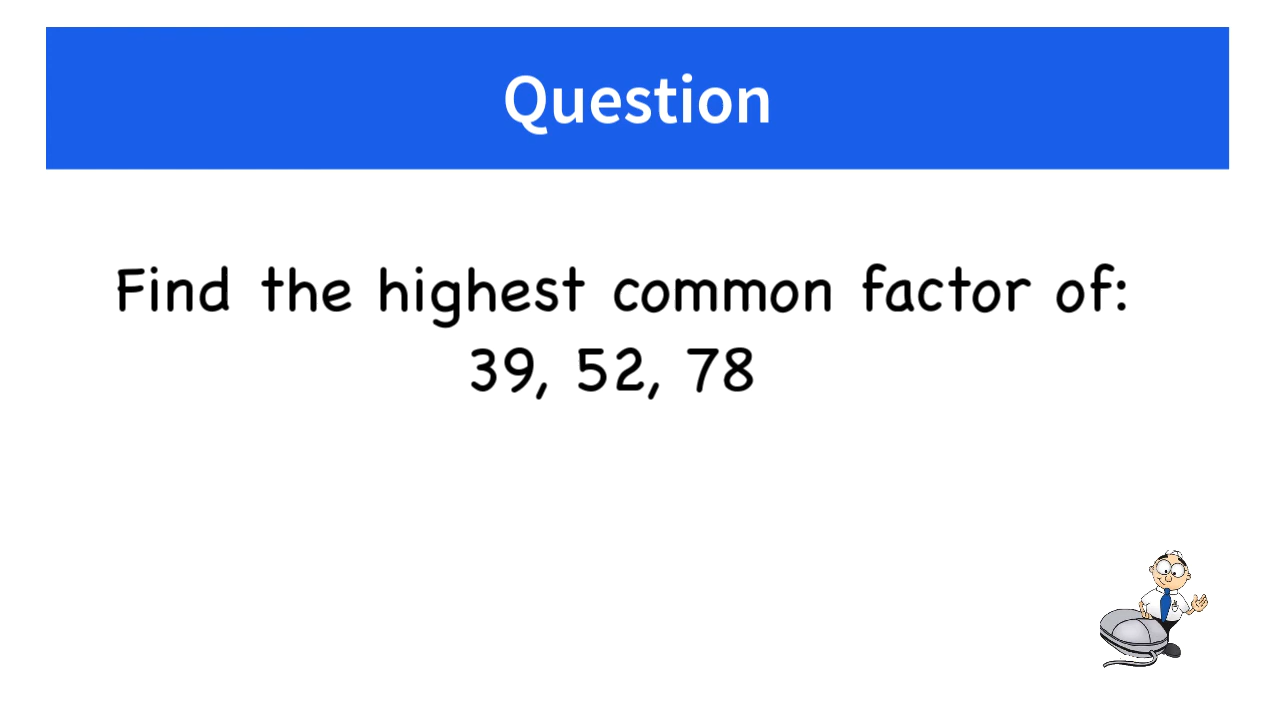 Question
Find the highest common factor of:
39, 52, 78